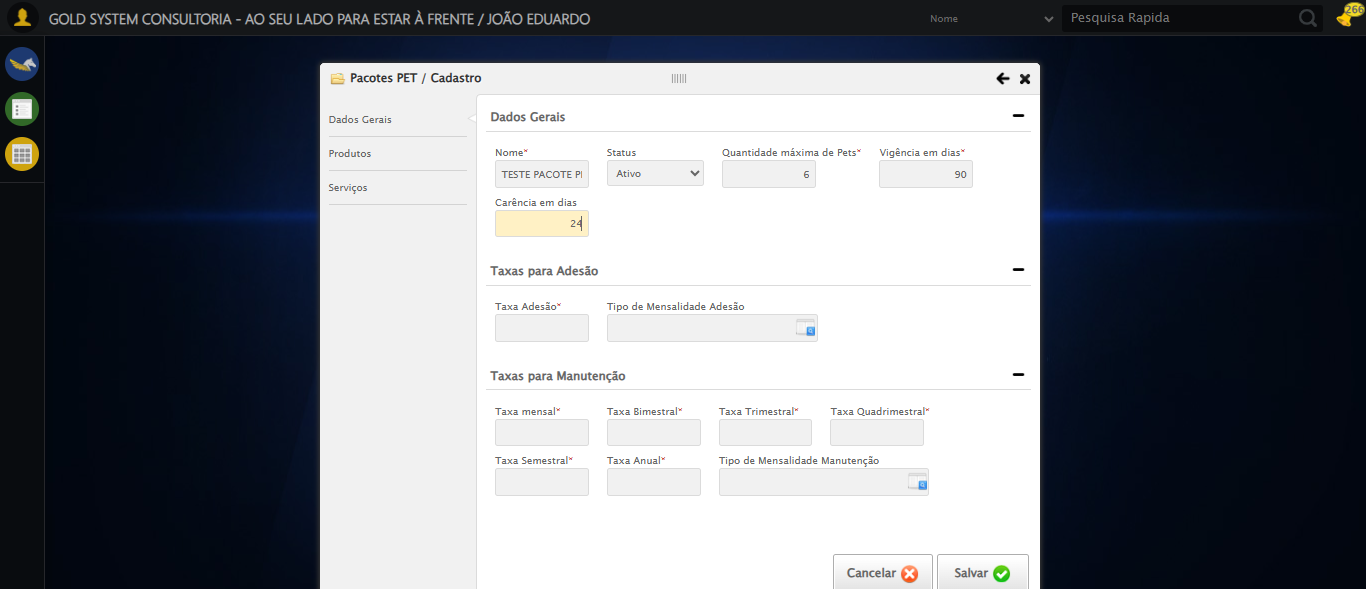 GOLD SYSTEM CONSULTORIA - AO SEU LADO PARA ESTAR À FRENTE / JOÃO EDUARDO
Nome
Pesquisa Rapida
266
Pacotes PET / Cadastro
Dados Gerais
Produtos
Serviços
Dados Gerais
Nome* Status Quantidade máxima de Pets* Vigência em dias*
TESTE PACOTE PI Ativo 6 90
Carência em dias
24
Taxas para Adesão
Taxa Adesão* Tipo de Mensalidade Adesão
Taxas para Manutenção
Taxa mensal* Taxa Bimestral* Taxa Trimestral* Taxa Quadrimestral*
Taxa Semestral* Taxa Anual* Tipo de Mensalidade Manutenção
Cancelar Salvar